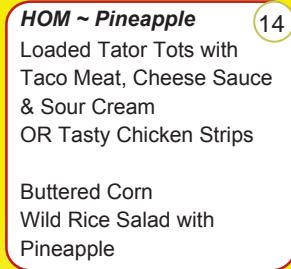 HOM ~ Pineapple 14
Loaded Tator Tots with
Taco Meat, Cheese Sauce
& Sour Cream
OR Tasty Chicken Strips
Buttered Corn
Wild Rice Salad with
Pineapple